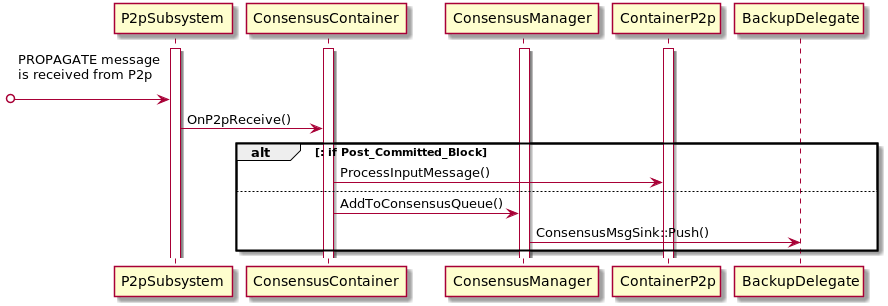 P2pSubsystem
ConsensusContainer
ConsensusManager
ContainerP2p
BackupDelegate
PROPAGATE message
is received from P2p
OnP2pReceive()
alt
[: if Post_Committed_Block]
ProcessInputMessage()
AddToConsensusQueue()
ConsensusMsgSink::Push()
P2pSubsystem
ConsensusContainer
ConsensusManager
ContainerP2p
BackupDelegate